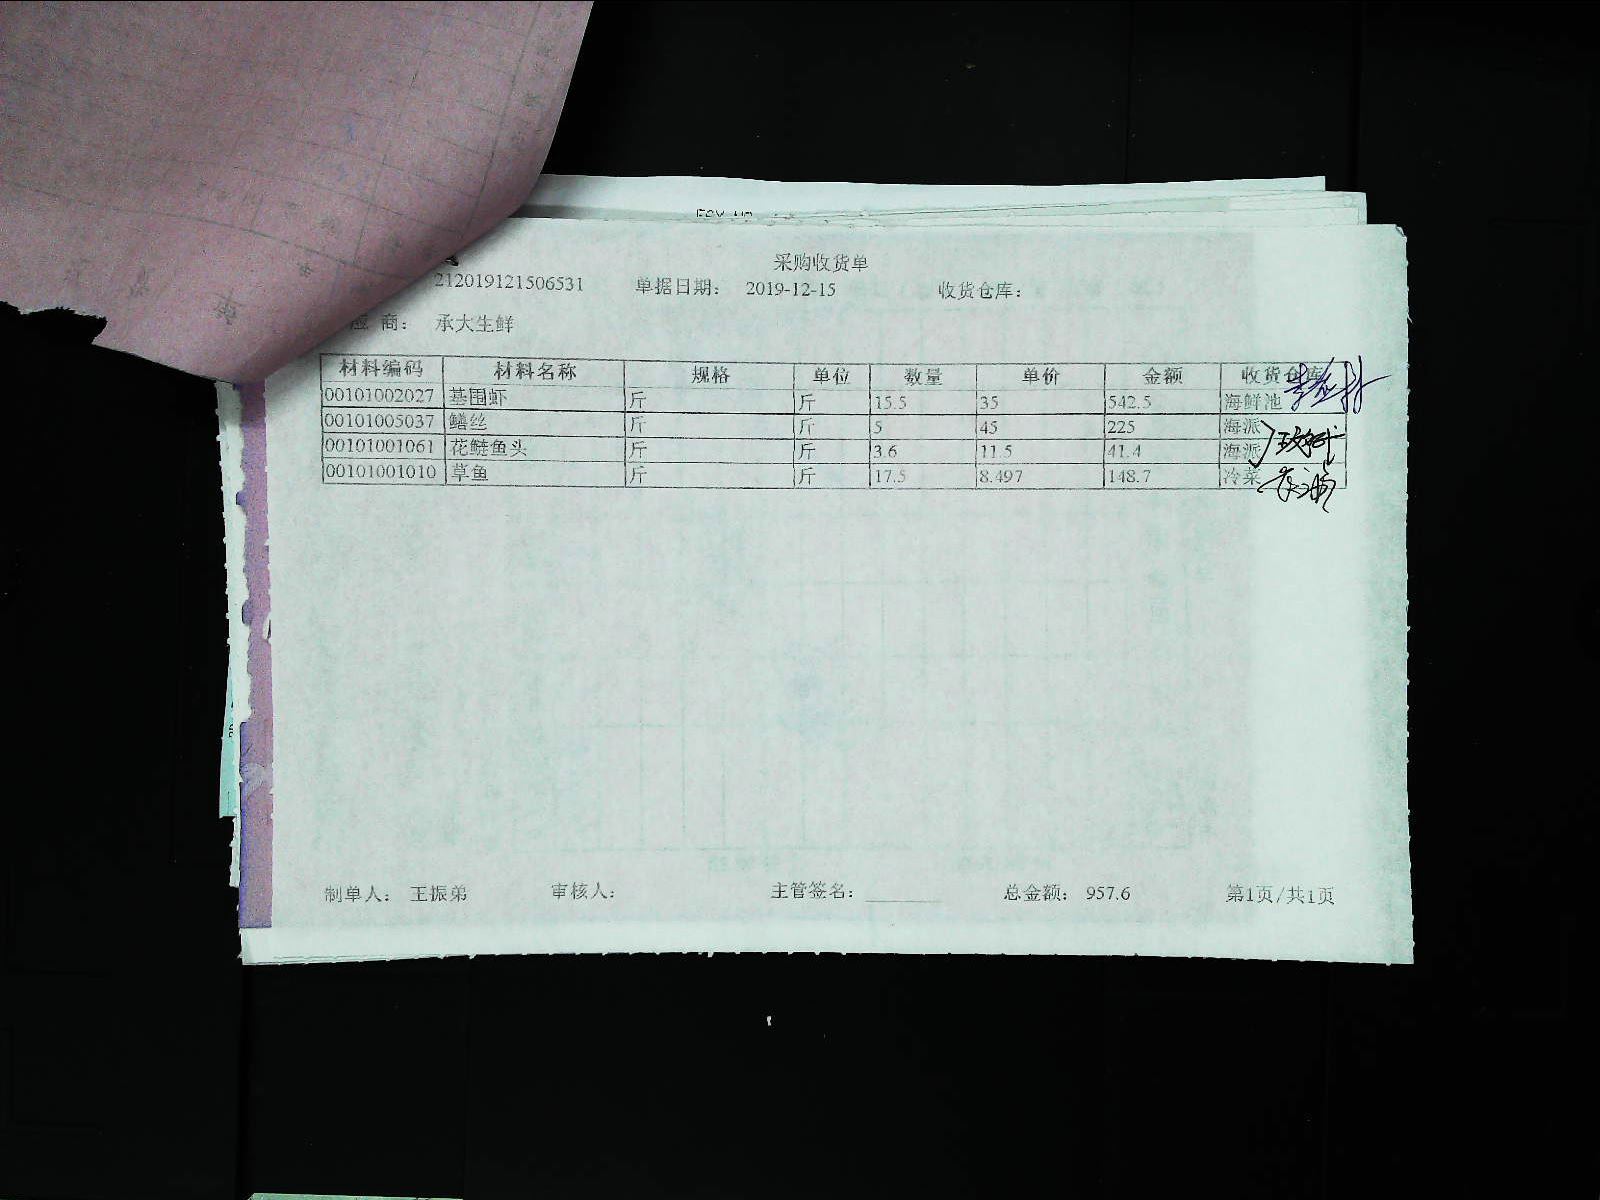 采购收货单
212019121506531 单据日期： 2019-12-15 收货仓库：
应 商： 承大生鲜
材料编码 材料名称 规格 单位 数量 单价 金额 收货仓库
00101002027 基围虾 斤 斤 15.5 35 542.5 海鲜池
00101005037 鳝丝 斤 斤 5 45 225 海派
00101001061 花鲢鱼头 斤 斤 3.6 11.5 41.4 海派
00101001010 草鱼 斤 斤 17.5 8.497 148.7 冷菜
制单人： 王振弟 审核人： 主管签名： 总金额： 957.6 第1页/共1页